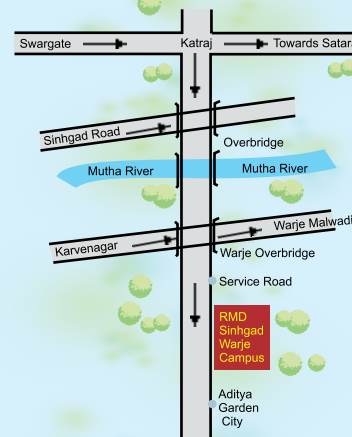 Swargate
Katraj
Towards Satara
Sinhgad Road
Overbridge
Mutha River
Mutha River
Warje Malwadi
Karvenagar
Warje Overbridge
Service Road
RMD
Sinhgad
Warje
Campus
Aditya
Garden
City